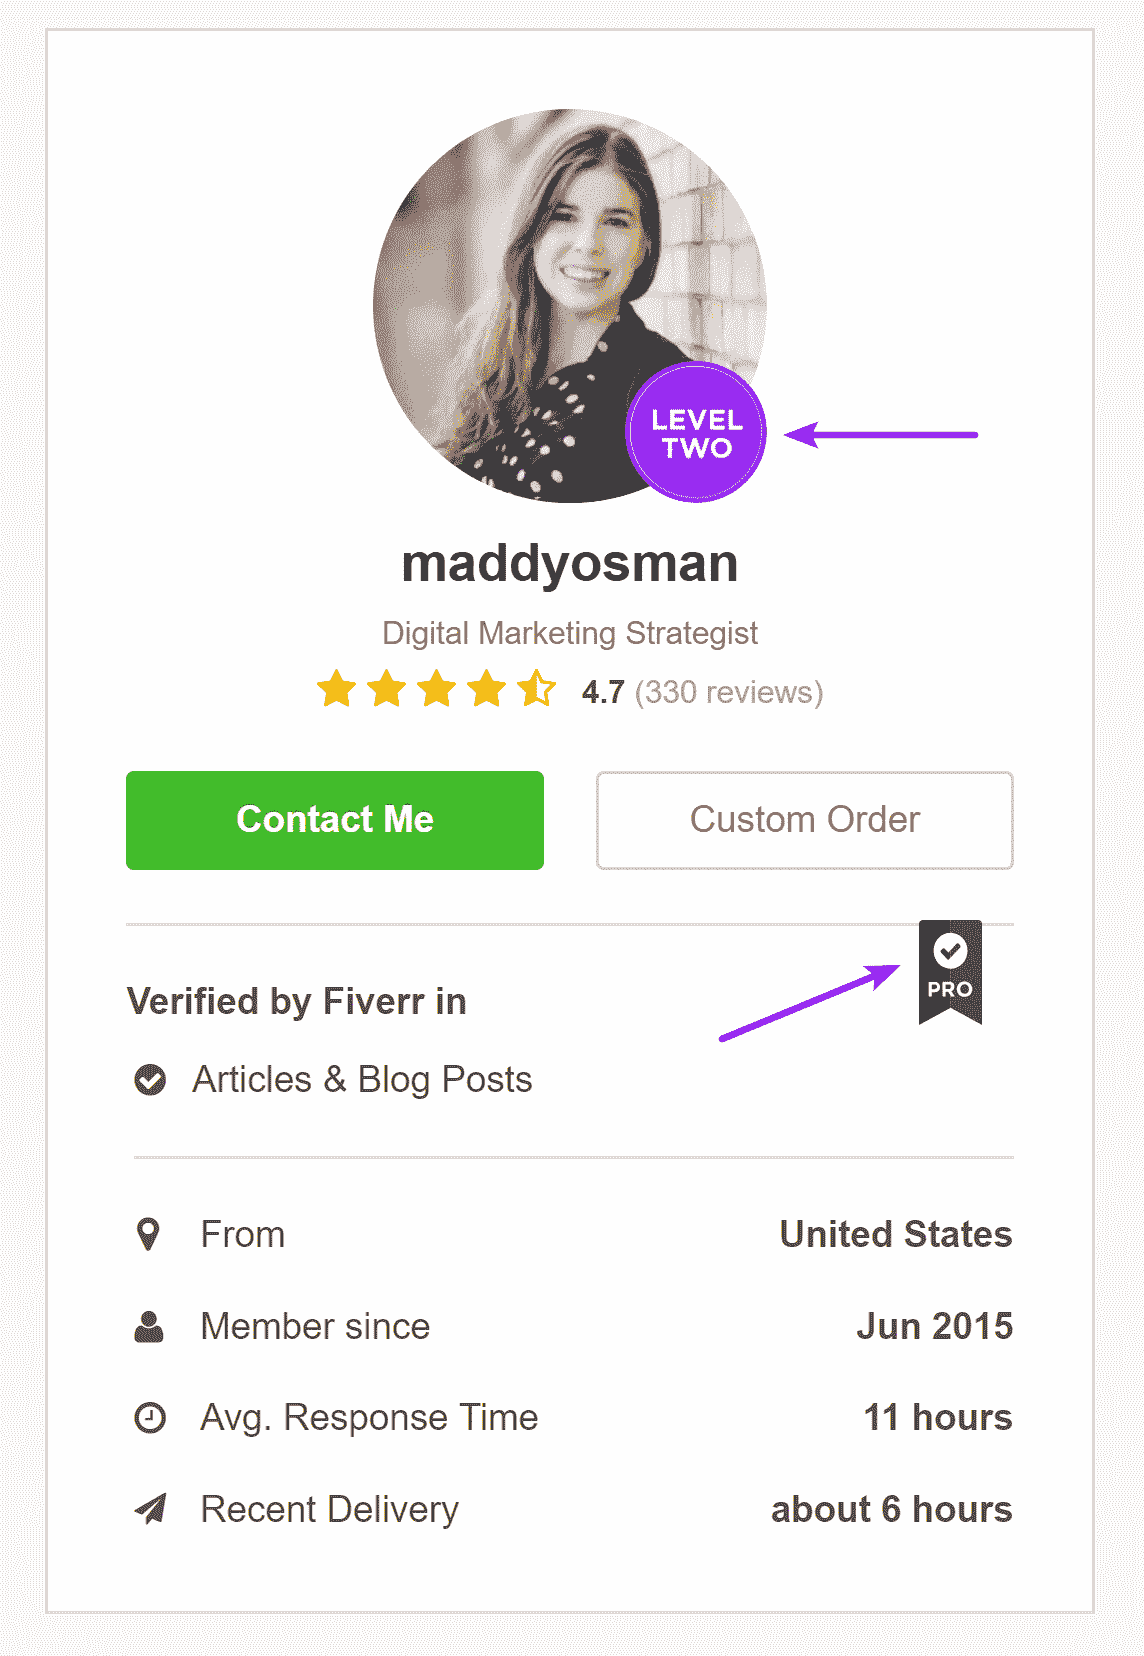 LEVEL
TWO
maddyosman
Digital Marketing Strategist
4.7 (330 reviews)
Contact Me
Custom Order
PRO
Verified by Fiverr in
Articles & Blog Posts
From
United States
Member since
Jun 2015
Avg. Response Time
11 hours
Recent Delivery
about 6 hours